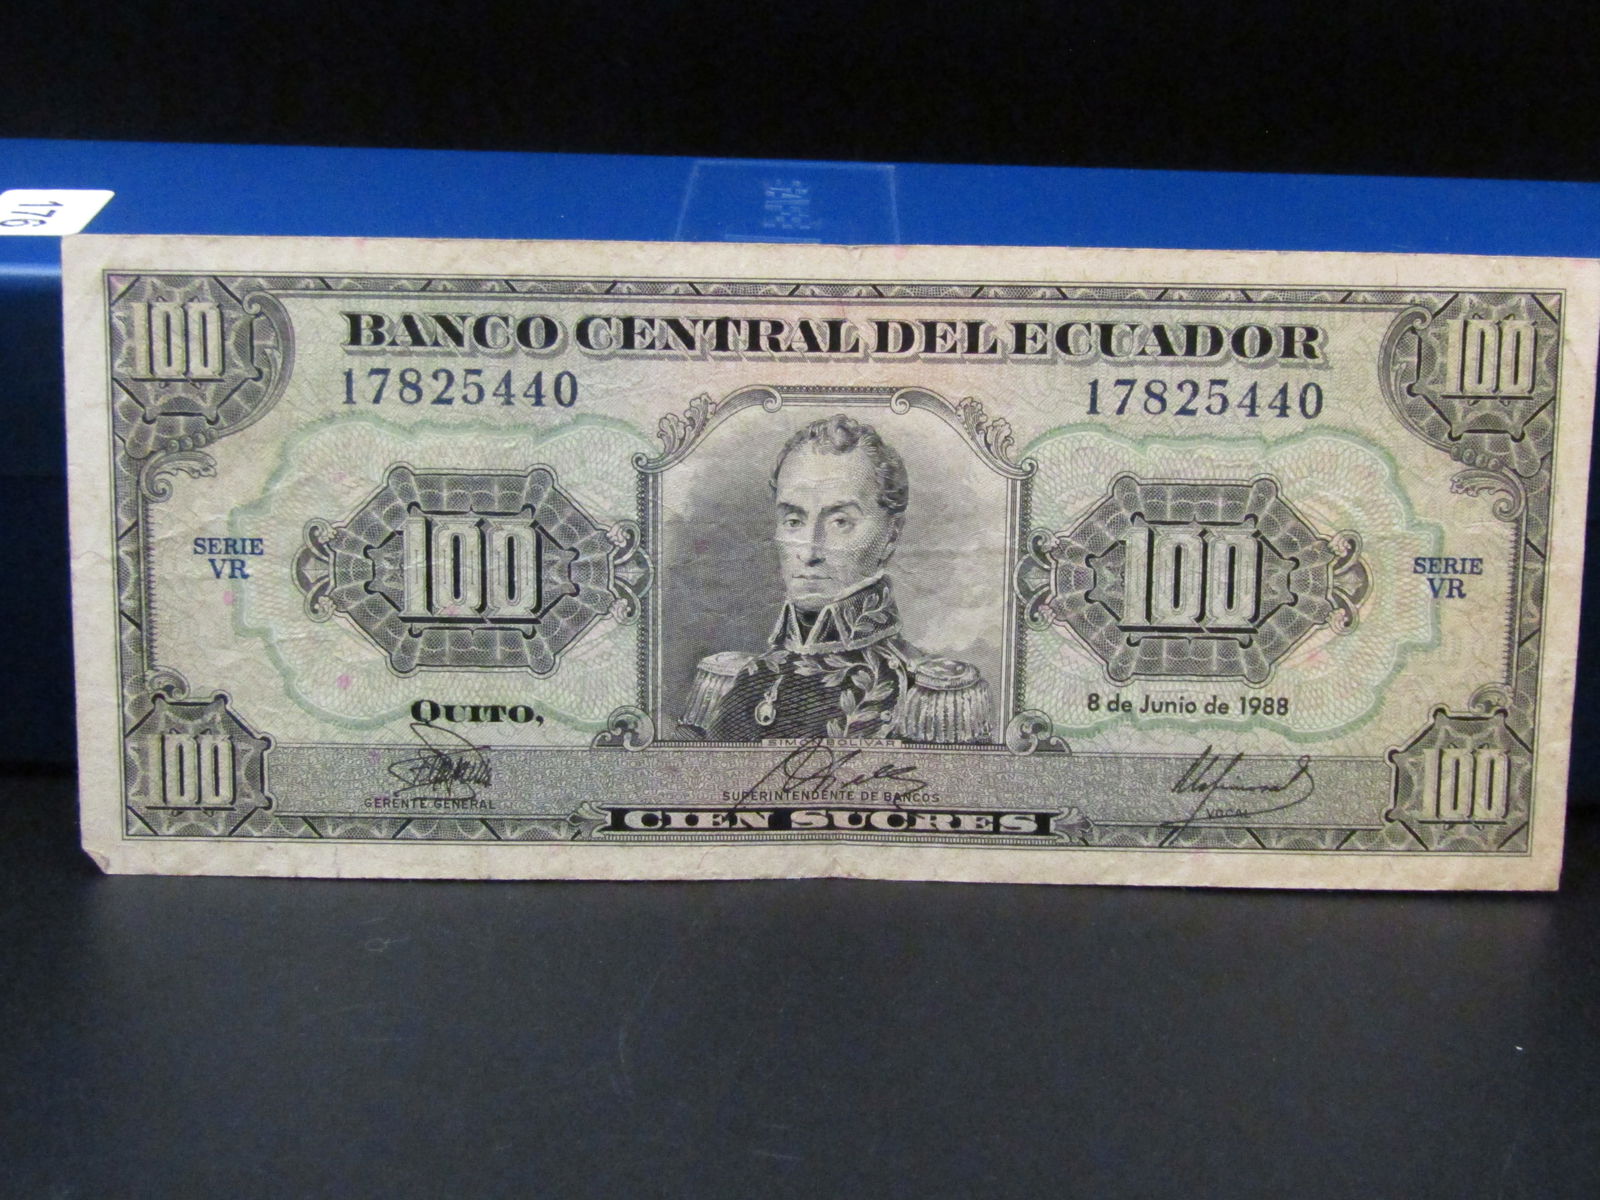 176
100 100
BANCO CENTRAL DEL ECUADOR
17825440 17825440
100 100
SERIE VR SERIE VR
QUITO, 8 de Junio de 1988
SIMON BOLIVAR
100 100
GERENTE GENERAL SUPERINTENDENTE DE BANCOS VOCAL
CIEN SUCRES